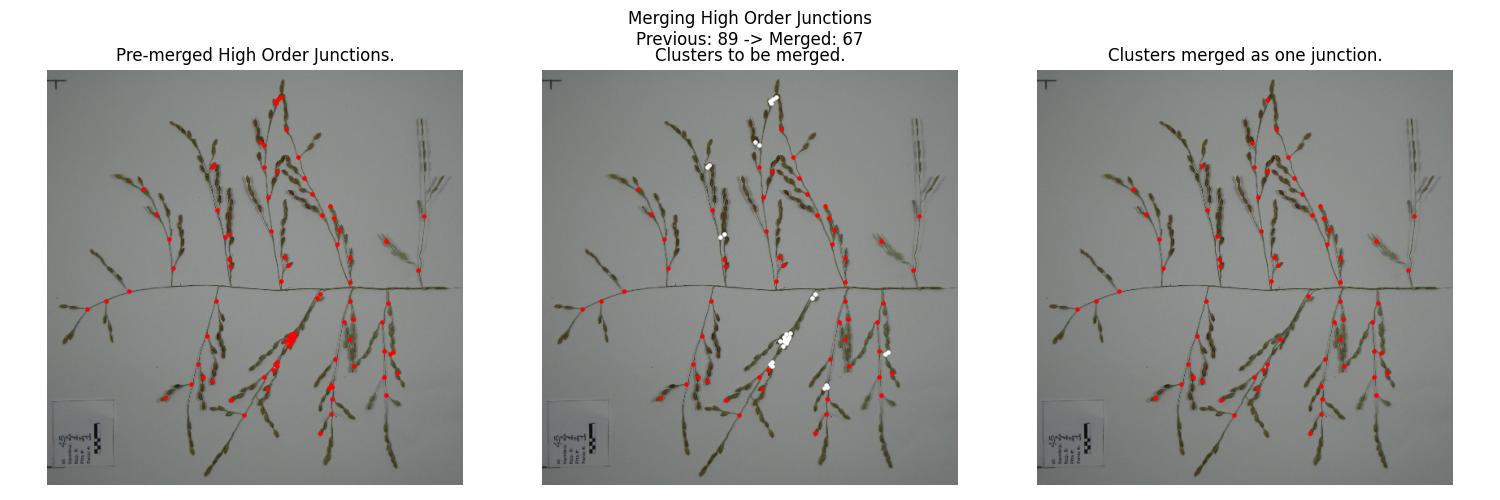 Merging High Order Junctions
Previous: 89 -> Merged: 67
Pre-merged High Order Junctions.
Clusters to be merged.
Clusters merged as one junction.